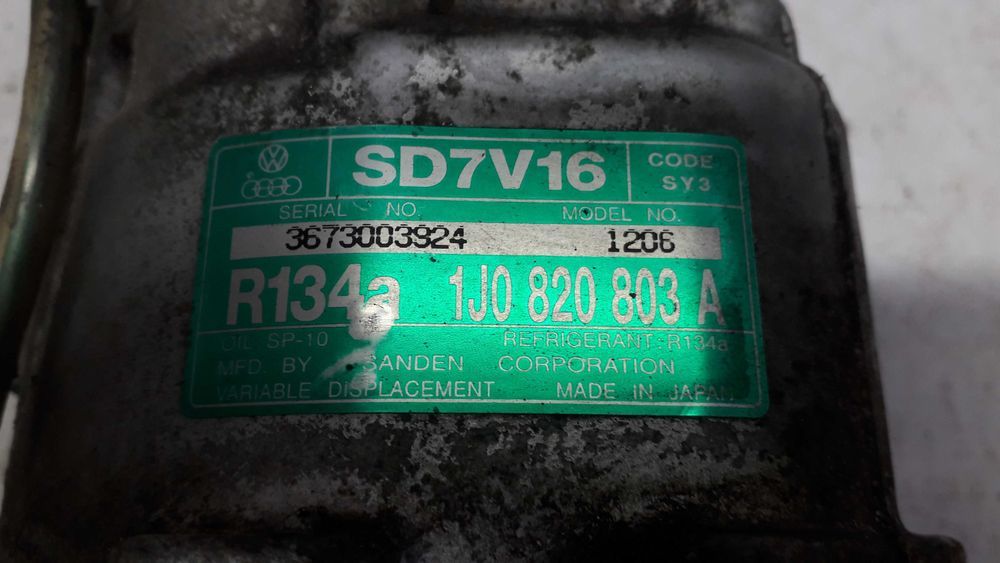 SD7V16
CODE
SY3
SERIAL NO. MODEL NO.
3673003924 1206
R134a 1J0 820 803 A
OIL SP-10 REFRIGERANT-R134a
MFD. BY SANDEN CORPORATION
VARIABLE DISPLACEMENT MADE IN JAPAN